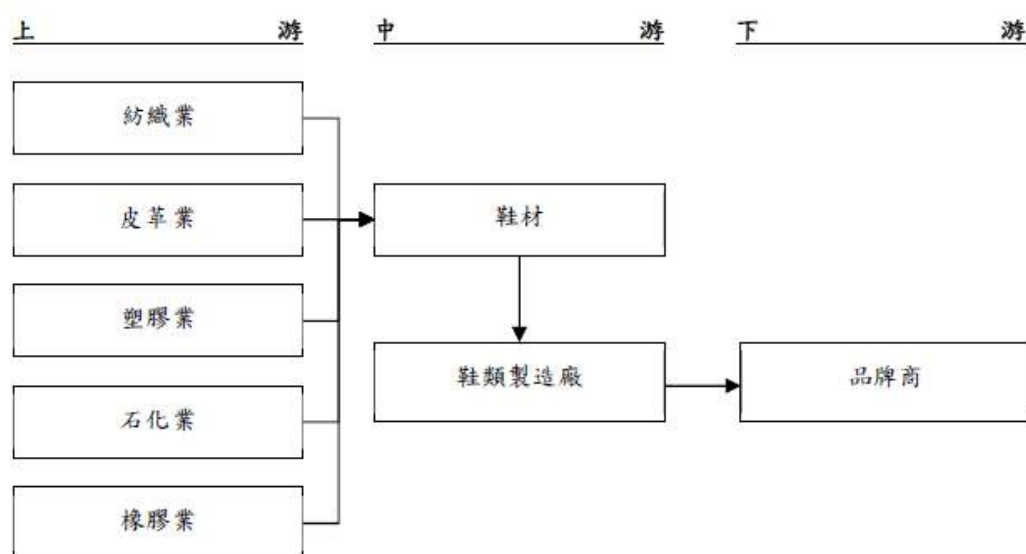 上 游 中 游 下 游
紡織業
皮革業 鞋材
塑膠業
鞋類製造廠 品牌商
石化業
橡膠業